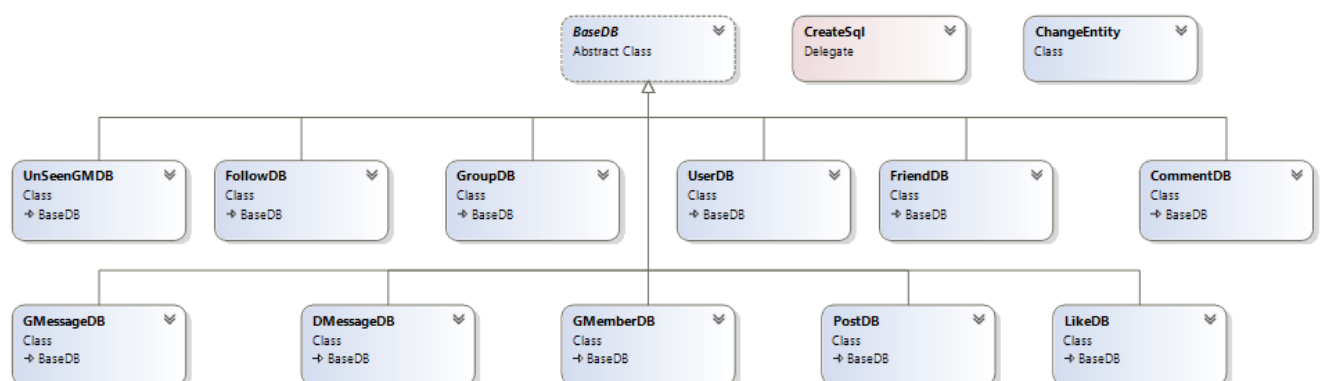 BaseDB
Abstract Class
CreateSql
Delegate
ChangeEntity
Class
UnSeenGMDB
Class
BaseDB
FollowDB
Class
BaseDB
GroupDB
Class
BaseDB
UserDB
Class
BaseDB
FriendDB
Class
BaseDB
CommentDB
Class
BaseDB
GMessageDB
Class
BaseDB
DMessageDB
Class
BaseDB
GMemberDB
Class
BaseDB
PostDB
Class
BaseDB
LikeDB
Class
BaseDB